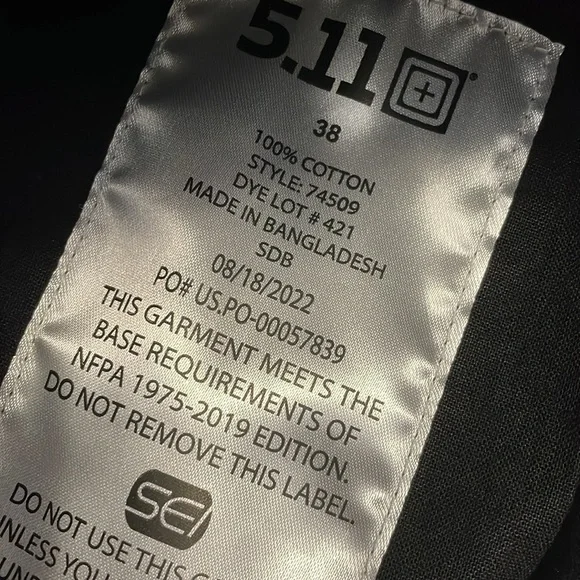 5.11
38
100% COTTON
STYLE: 74509
DYE LOT # 421
MADE IN BANGLADESH
SDB
08/18/2022
PO# US.PO-00057839
THIS GARMENT MEETS THE
BASE REQUIREMENTS OF
NFPA 1975-2019 EDITION.
DO NOT REMOVE THIS LABEL.
SEI
DO NOT USE THIS
UNLESS YOU